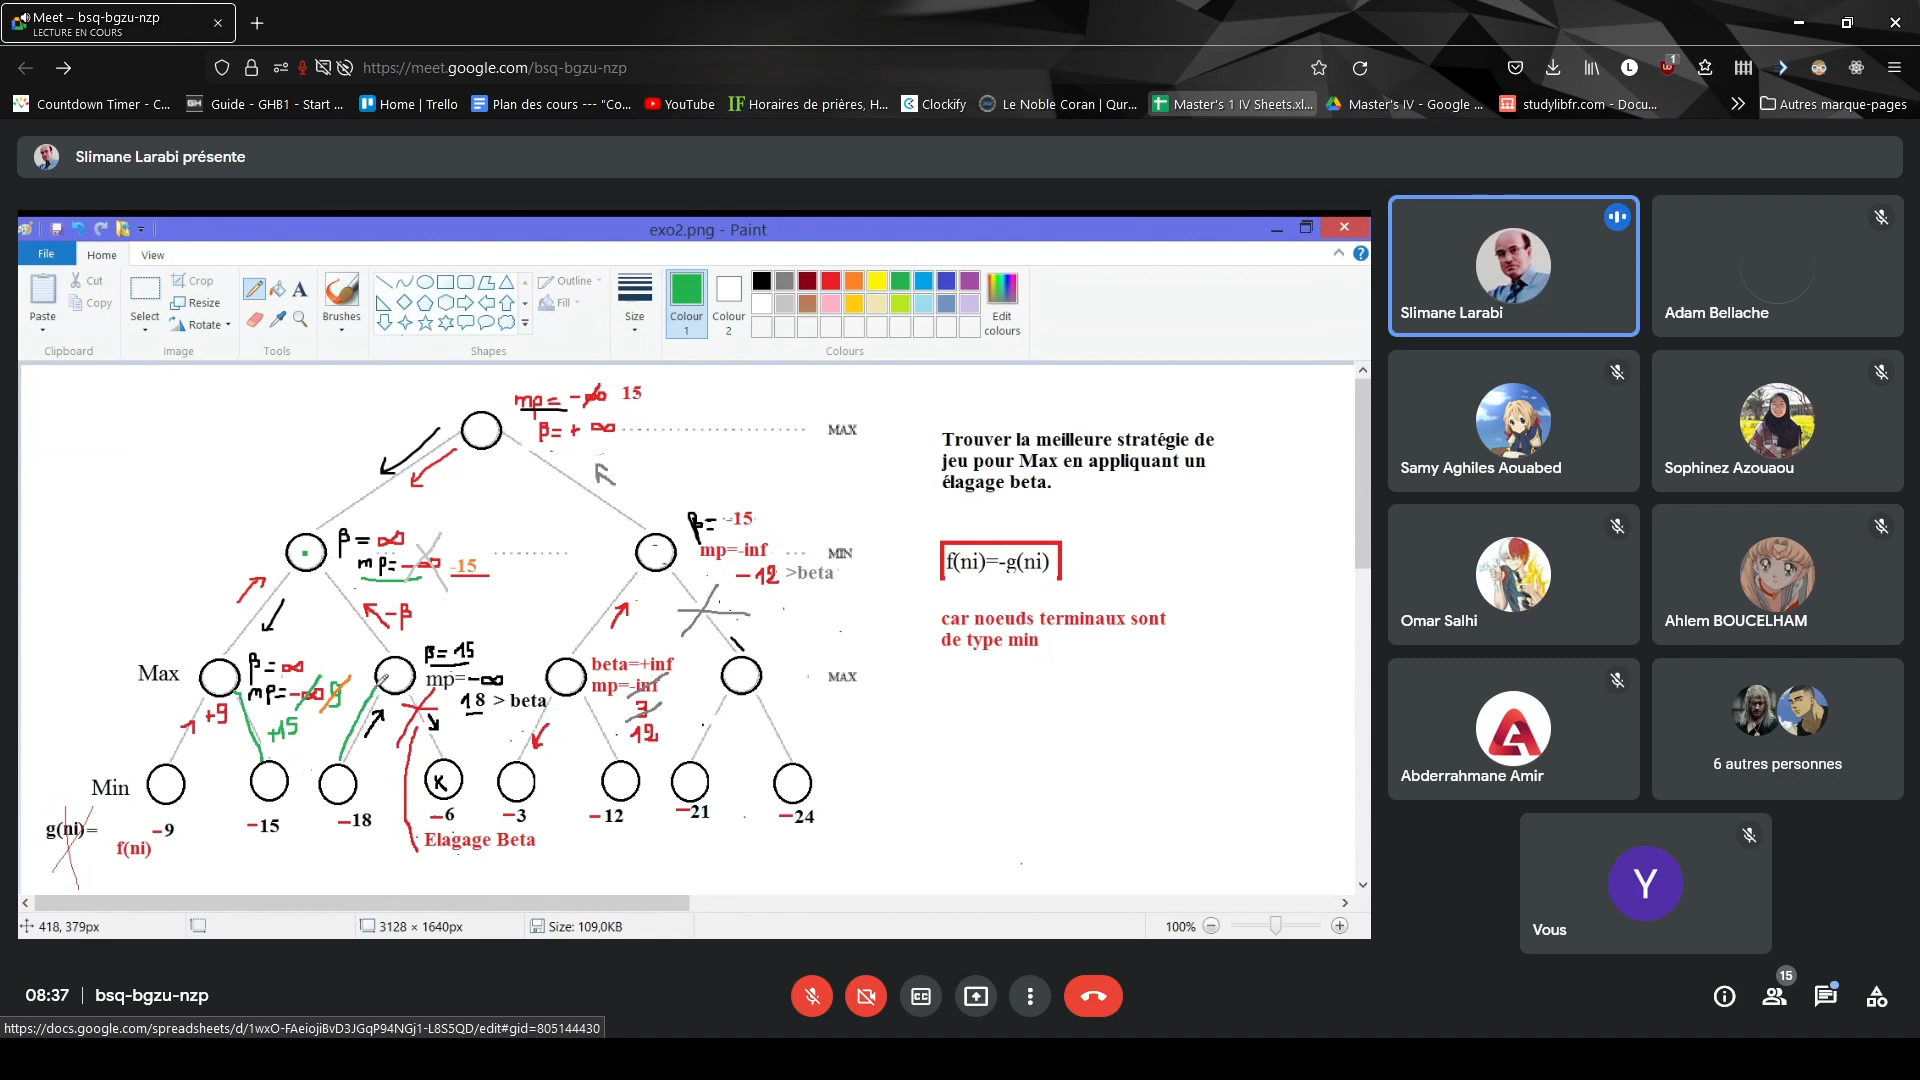 Meet – bsq-bgzu-nzp
LECTURE EN COURS
https://meet.google.com/bsq-bgzu-nzp
1
Countdown Timer - C...
Guide - GHB1 - Start ...
Home | Trello
Plan des cours --- "Co...
YouTube
Horaires de prières, H...
Clockify
Le Noble Coran | Qur...
Master's 1 IV Sheets.xl...
Master's IV - Google ...
studylibfr.com - Docu...
Autres marque-pages
Slimane Larabi présente
exo2.png - Paint
File
Home
View
Paste
Cut
Copy
Clipboard
Select
Crop
Resize
Rotate
Image
Tools
Brushes
Shapes
Outline
Fill
Size
Colour 1
Colour 2
Edit colours
Colours
mp= -∞ 15
β= + ∞
MAX
Trouver la meilleure stratégie de
jeu pour Max en appliquant un
élagage beta.
β= ∞
mp= -∞ -15
β= -15
mp=-inf
MIN
-12 >beta
f(ni)=-g(ni)
-β
car noeuds terminaux sont
de type min
Max
β= ∞
mp= -∞ 9
+9
+15
β= 15
mp=-∞
18 > beta
beta=+inf
mp=-inf
3
12
MAX
Min
K
g(ni)=
f(ni)
-9
-15
-18
-6
-3
-12
-21
-24
Elagage Beta
418, 379px
3128 × 1640px
Size: 109,0KB
100%
Slimane Larabi
Adam Bellache
Samy Aghiles Aouabed
Sophinez Azouaou
Omar Salhi
Ahlem BOUCELHAM
Abderrahmane Amir
6 autres personnes
Y
Vous
08:37 | bsq-bgzu-nzp
15
https://docs.google.com/spreadsheets/d/1wxO-FAeiojiBvD3JGqP94NGj1-L8S5QD/edit#gid=805144430